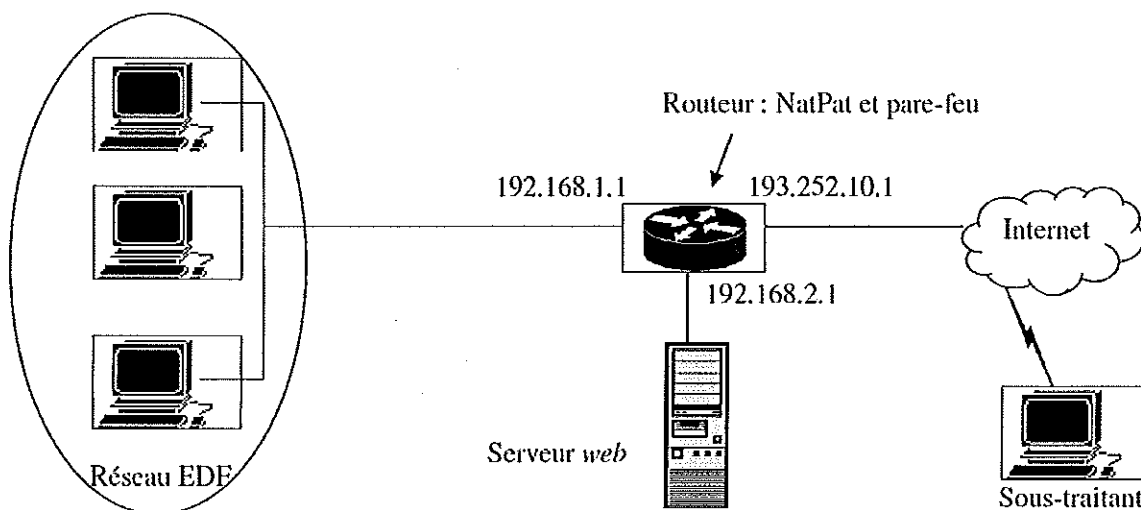 Routeur : NatPat et pare-feu
192.168.1.1
193.252.10.1
Internet
192.168.2.1
Serveur web
Réseau EDF
Sous-traitant